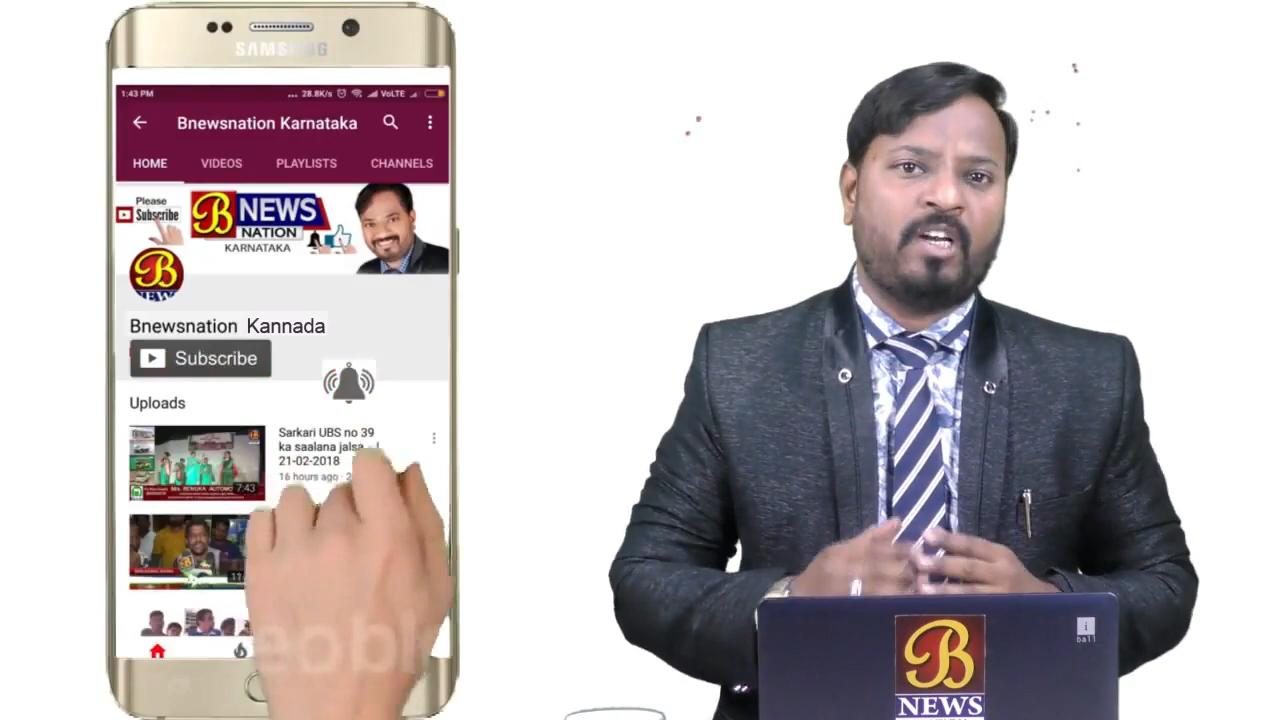 SAMSUNG
1:43 PM
... 28.8K/s VoLTE
Bnewsnation Karnataka
HOME VIDEOS PLAYLISTS CHANNELS
Please
Subscribe
B NEWS
NATION
KARNATAKA
B
NEW
Bnewsnation Kannada
Subscribe
Uploads
Sarkari UBS no 39
ka saalana jalsa
21-02-2018
16 hours ago
7:43
i
ball
B
NEWS